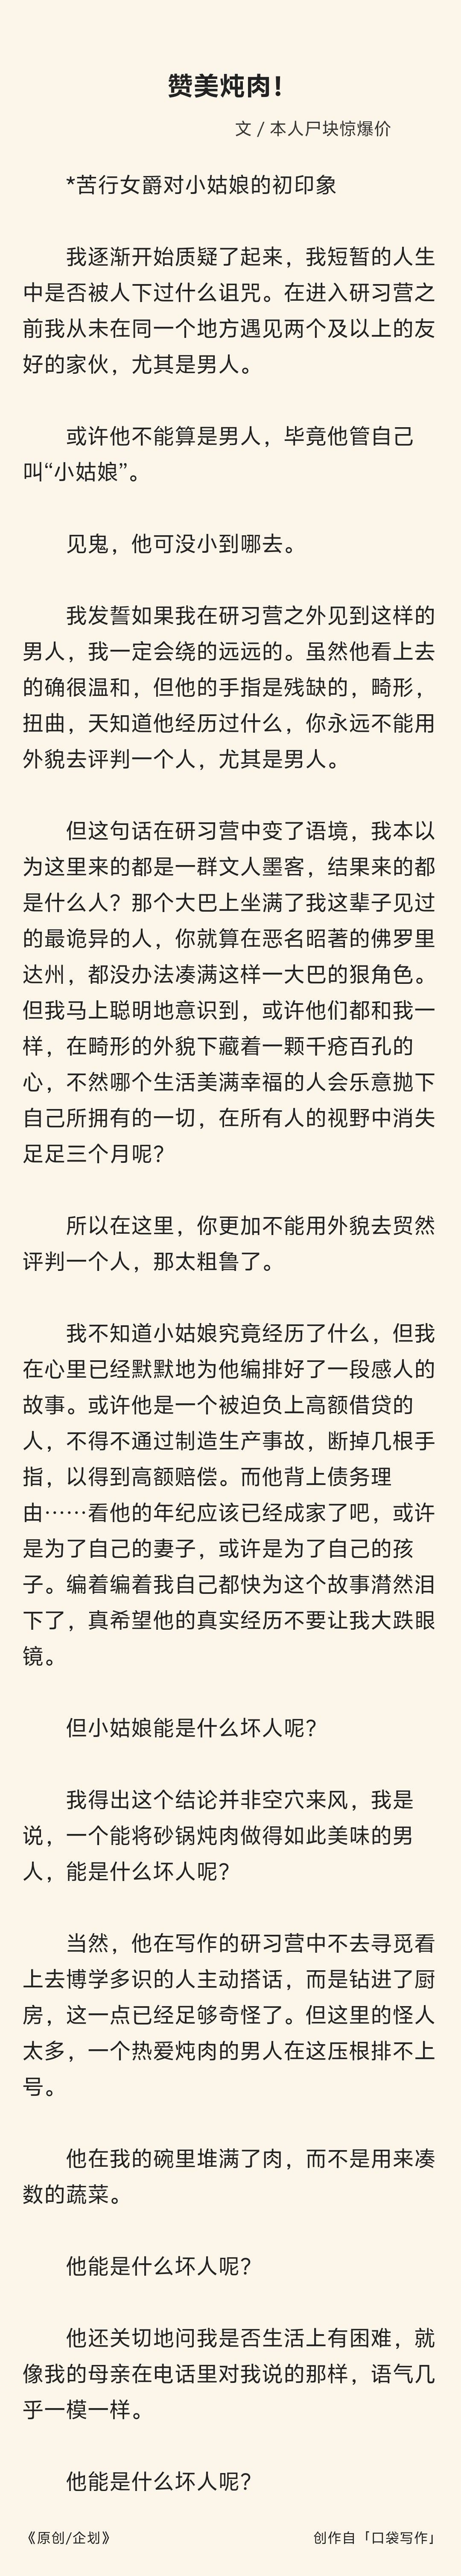 赞美炖肉！
文 / 本人尸块惊爆价
*苦行女爵对小姑娘的初印象
我逐渐开始质疑了起来，我短暂的人生
中是否被人下过什么诅咒。在进入研习营之
前我从未在同一个地方遇见两个及以上的友
好的家伙，尤其是男人。
或许他不能算是男人，毕竟他管自己
叫“小姑娘”。
见鬼，他可没小到哪去。
我发誓如果我在研习营之外见到这样的
男人，我一定会绕的远远的。虽然他看上去
的确很温和，但他的手指是残缺的，畸形，
扭曲，天知道他经历过什么，你永远不能用
外貌去评判一个人，尤其是男人。
但这句话在研习营中变了语境，我本以
为这里来的都是一群文人墨客，结果来的都
是什么人？那个大巴上坐满了我这辈子见过
的最诡异的人，你就算在恶名昭著的佛罗里
达州，都没办法凑满这样一大巴的狠角色。
但我马上聪明地意识到，或许他们都和我一
样，在畸形的外貌下藏着一颗千疮百孔的
心，不然哪个生活美满幸福的人会乐意抛下
自己所拥有的一切，在所有人的视野中消失
足足三个月呢？
所以在这里，你更加不能用外貌去贸然
评判一个人，那太粗鲁了。
我不知道小姑娘究竟经历了什么，但我
在心里已经默默地为他编排好了一段感人的
故事。或许他是一个被迫负上高额借贷的
人，不得不通过制造生产事故，断掉几根手
指，以得到高额赔偿。而他背上债务理
由……看他的年纪应该已经成家了吧，或许
是为了自己的妻子，或许是为了自己的孩
子。编着编着我自己都快为这个故事潸然泪
下了，真希望他的真实经历不要让我大跌眼
镜。
但小姑娘能是什么坏人呢？
我得出这个结论并非空穴来风，我是
说，一个能将砂锅炖肉做得如此美味的男
人，能是什么坏人呢？
当然，他在写作的研习营中不去寻觅看
上去博学多识的人主动搭话，而是钻进了厨
房，这一点已经足够奇怪了。但这里的怪人
太多，一个热爱炖肉的男人在这压根排不上
号。
他在我的碗里堆满了肉，而不是用来凑
数的蔬菜。
他能是什么坏人呢？
他还关切地问我是否生活上有困难，就
像我的母亲在电话里对我说的那样，语气几
乎一模一样。
他能是什么坏人呢？
《原创/企划》
创作自「口袋写作」